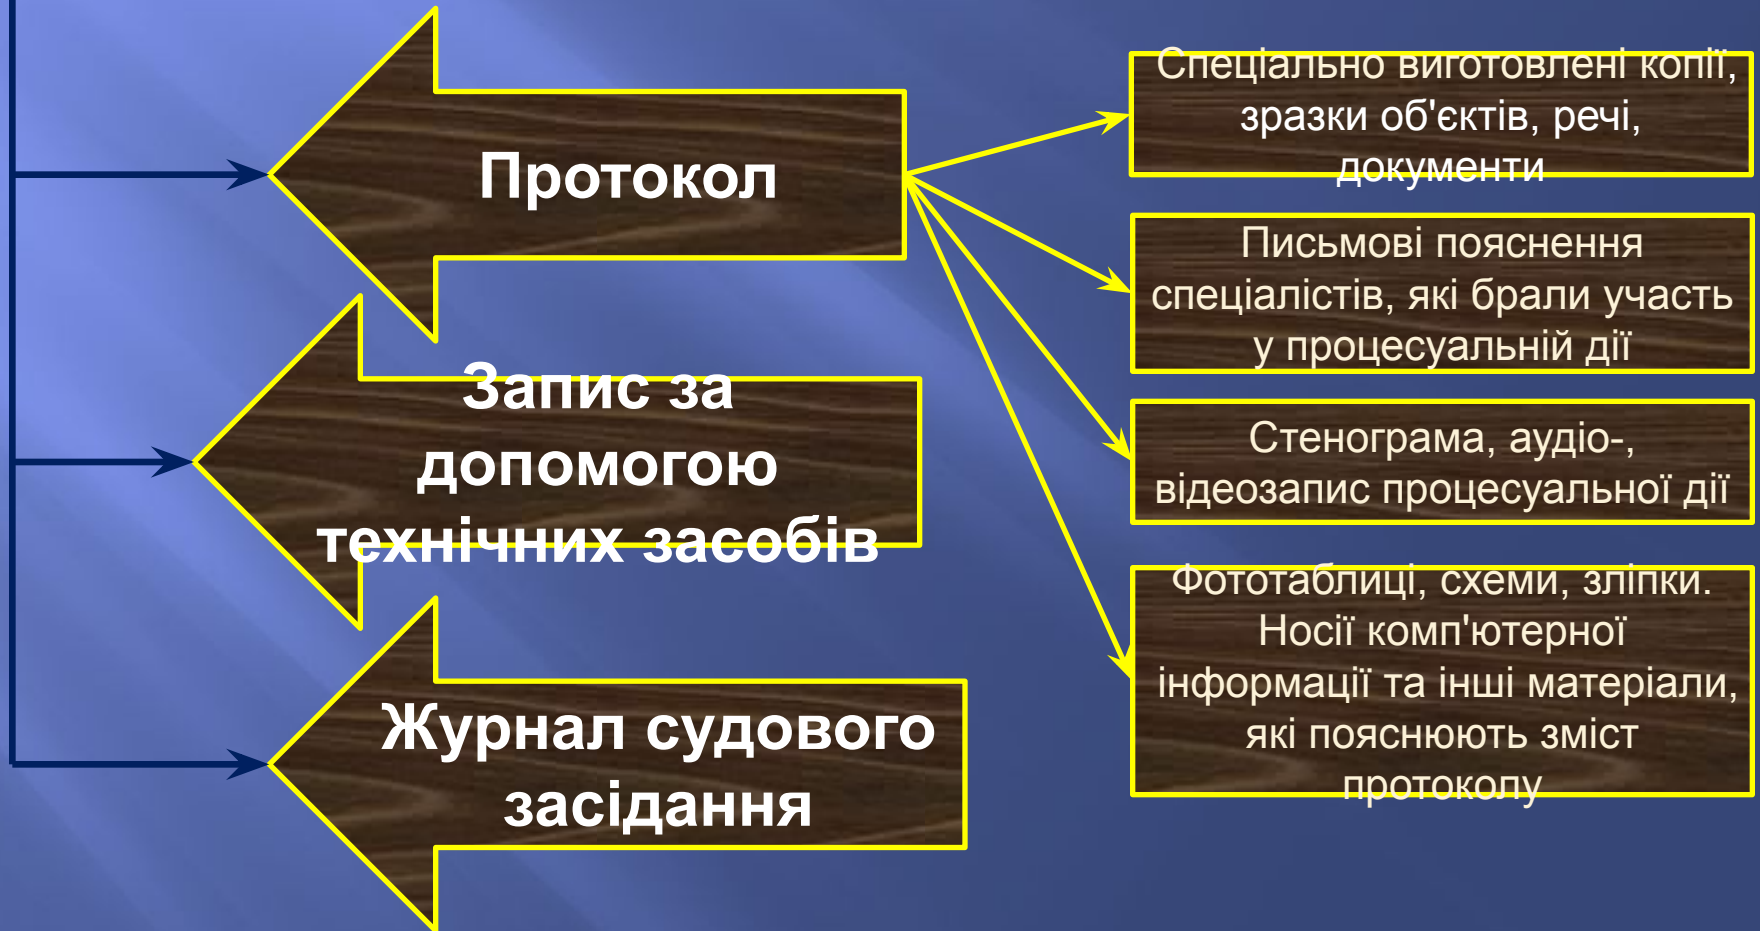 Протокол
Запис за
допомогою
технічних засобів
Журнал судового
засідання
Спеціально виготовлені копії,
зразки об'єктів, речі,
документи
Письмові пояснення
спеціалістів, які брали участь
у процесуальній дії
Стенограма, аудіо-,
відеозапис процесуальної дії
Фототаблиці, схеми, зліпки.
Носії комп'ютерної
інформації та інші матеріали,
які пояснюють зміст
протоколу